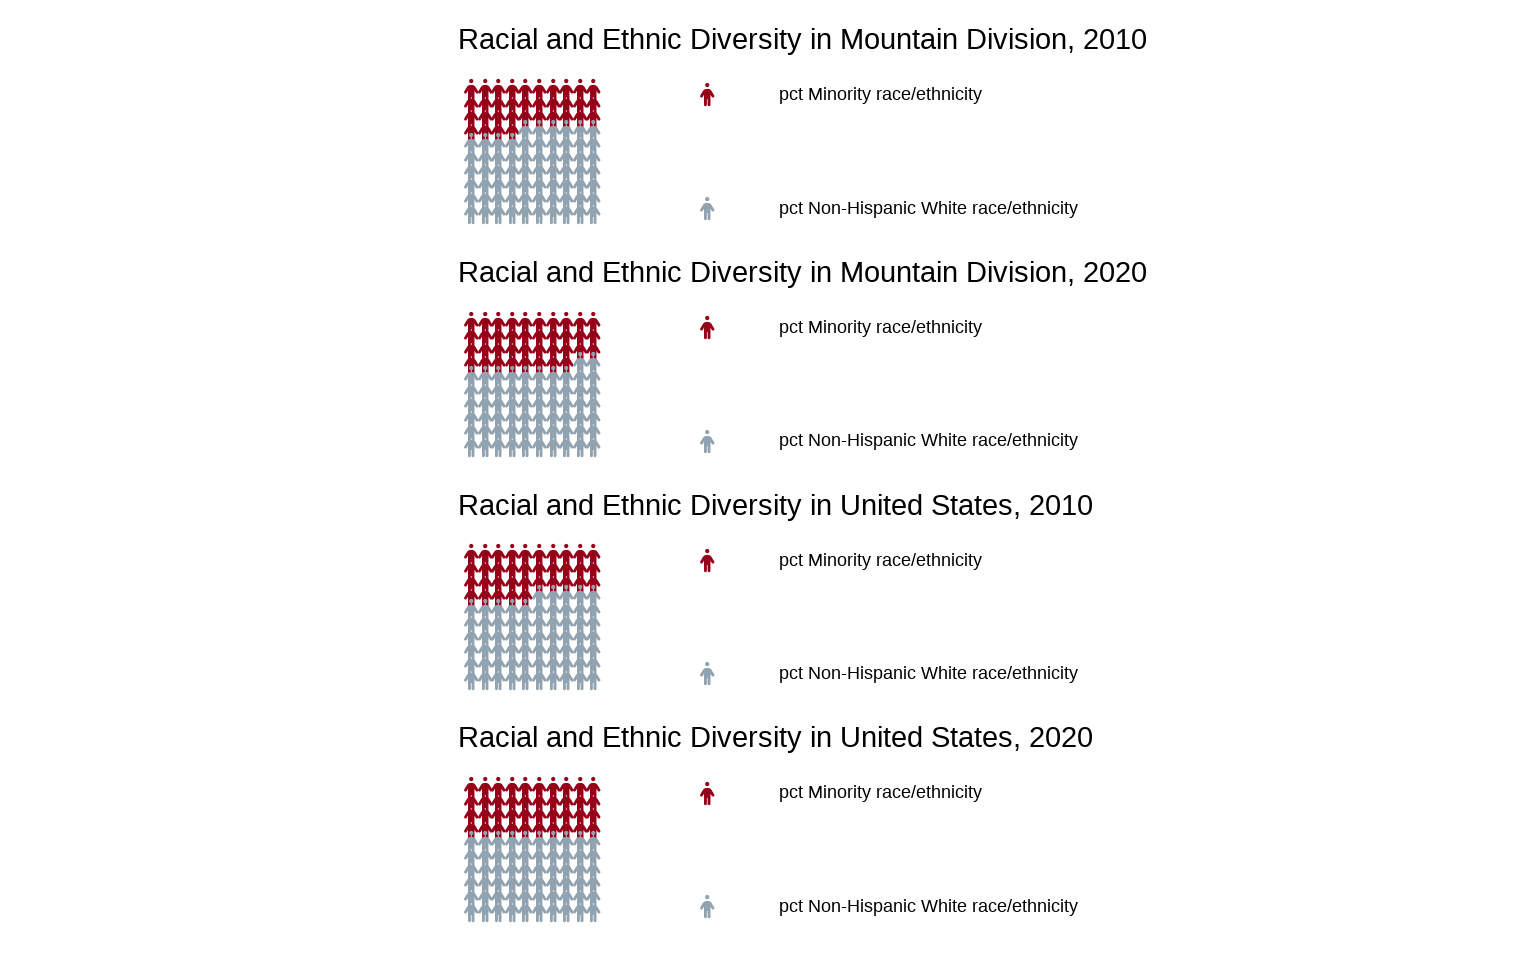 Racial and Ethnic Diversity in Mountain Division, 2010
pct Minority race/ethnicity
pct Non-Hispanic White race/ethnicity
Racial and Ethnic Diversity in Mountain Division, 2020
pct Minority race/ethnicity
pct Non-Hispanic White race/ethnicity
Racial and Ethnic Diversity in United States, 2010
pct Minority race/ethnicity
pct Non-Hispanic White race/ethnicity
Racial and Ethnic Diversity in United States, 2020
pct Minority race/ethnicity
pct Non-Hispanic White race/ethnicity